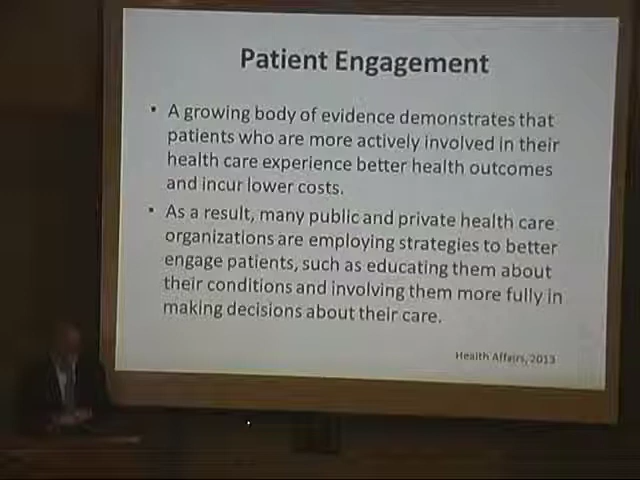 Patient Engagement
• A growing body of evidence demonstrates that
patients who are more actively involved in their
health care experience better health outcomes
and incur lower costs.
• As a result, many public and private health care
organizations are employing strategies to better
engage patients, such as educating them about
their conditions and involving them more fully in
making decisions about their care.
Health Affairs, 2013